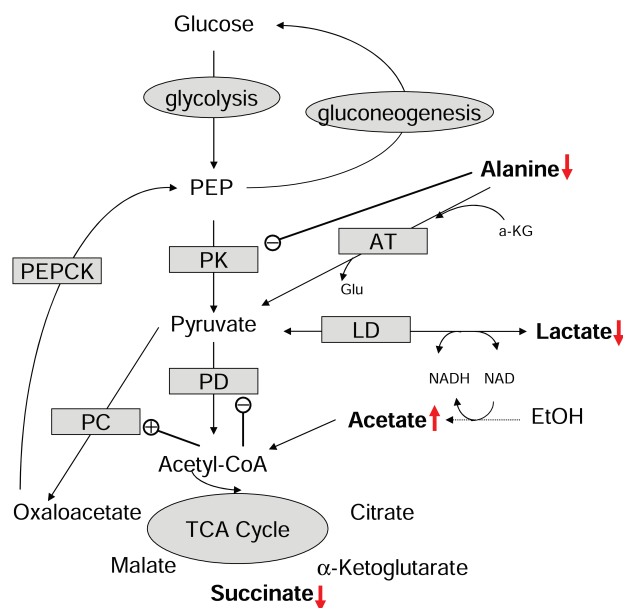 Glucose
glycolysis
gluconeogenesis
PEP
Alanine
a-KG
AT
PK
PEPCK
Glu
Pyruvate
LD
Lactate
PD
NADH NAD
PC
Acetate
EtOH
Acetyl-CoA
Oxaloacetate
TCA Cycle
Citrate
Malate
α-Ketoglutarate
Succinate